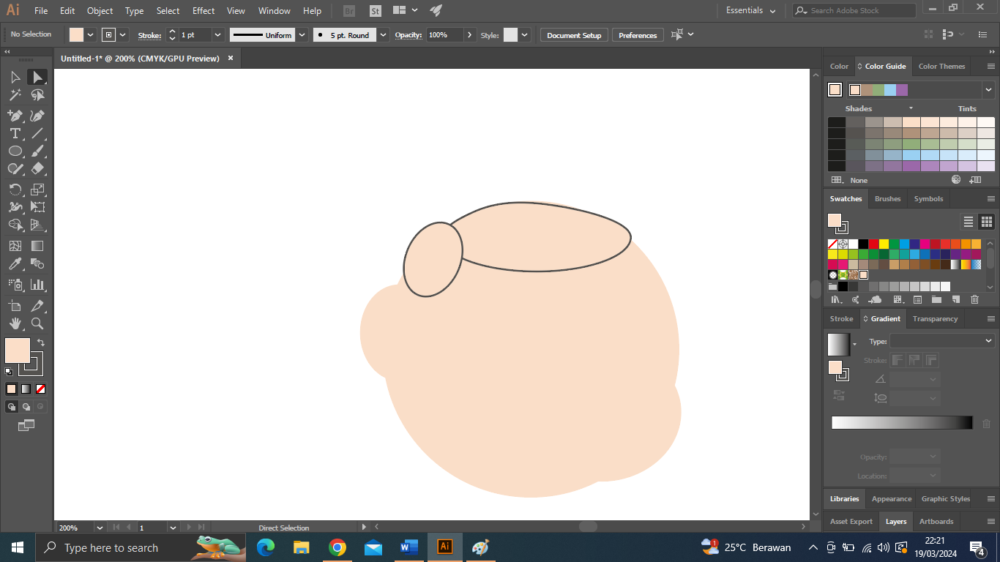 Ai File Edit Object Type Select Effect View Window Help Br St Essentials Search Adobe Stock
No Selection Stroke: 1 pt Uniform 5 pt. Round Opacity: 100% Style: Document Setup Preferences
Untitled-1* @ 200% (CMYK/GPU Preview)
Color Color Guide Color Themes
Shades Tints
None
Swatches Brushes Symbols
Stroke Gradient Transparency
Type:
Stroke:
Opacity:
Location:
Libraries Appearance Graphic Styles
Asset Export Layers Artboards
200% 1 Direct Selection
Type here to search Ai 25°C Berawan 22:21
19/03/2024 4